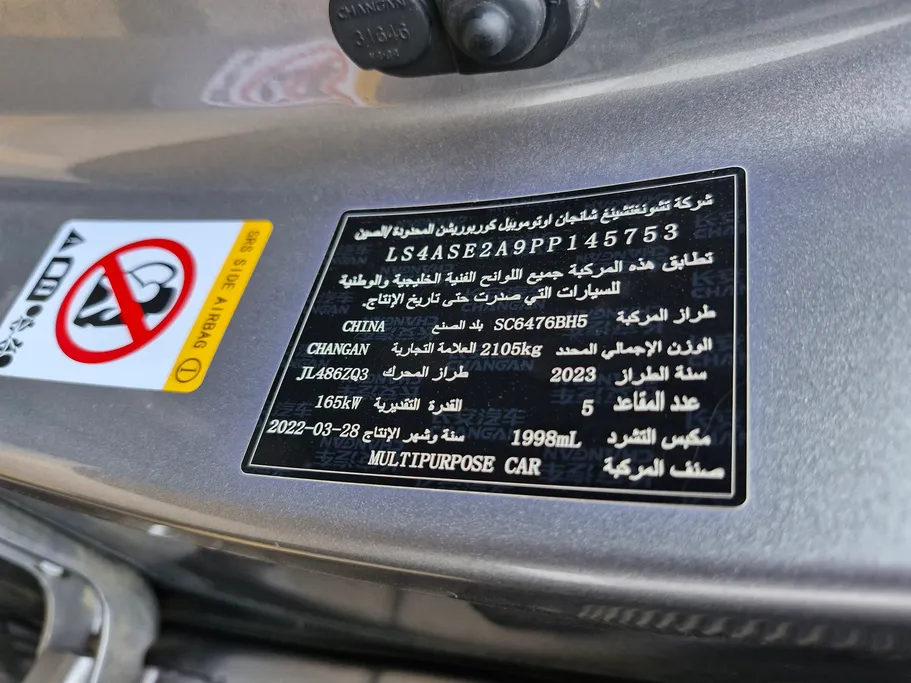 CHANGAN
31346
شركة تشونغتشينغ شانجان اوتوموبيل كوربوريشن المحدودة/الصين
LS4ASE2A9PP145753
تطابق هذه المركبة جميع اللوائح الفنية الخليجية والوطنية
للسيارات التي صدرت حتى تاريخ الإنتاج.
طراز المركبة SC6476BH5 بلد الصنع CHINA
الوزن الإجمالي المحدد 2105kg العلامة التجارية CHANGAN
سنة الطراز 2023 طراز المحرك JL486ZQ3
عدد المقاعد 5 القدرة التقديرية 165kW
مكبس التشرد 1998mL سنة وشهر الإنتاج 2022-03-28
صنف المركبة MULTIPURPOSE CAR
SRS SIDE AIRBAG